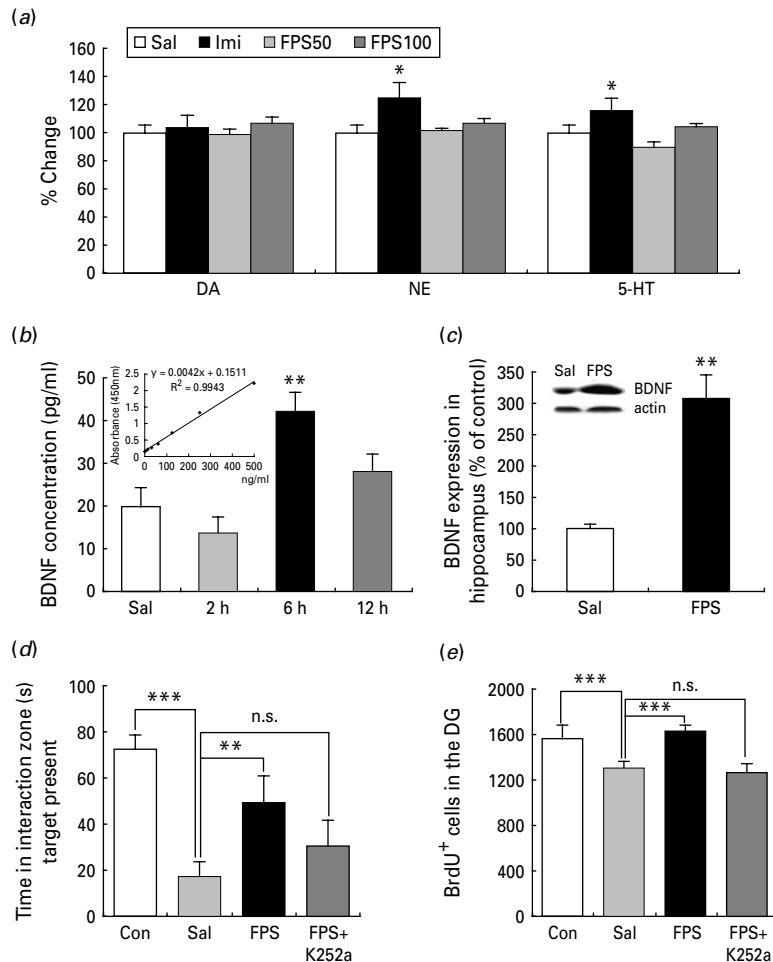 (a)
Sal Imi FPS50 FPS100
160
140
120
100
80
60
40
20
0
% Change
* *
DA NE 5-HT
(b)
BDNF concentration (pg/ml)
50
40
30
20
10
0
y = 0.0042x + 0.1511
R² = 0.9943
Absorbance (450nm)
2.5
2
1.5
1
0.5
0
0 100 200 300 400 500
ng/ml
**
Sal 2 h 6 h 12 h
(c)
BDNF expression in
hippocampus (% of control)
350
300
250
200
150
100
50
0
Sal FPS
BDNF
actin
**
Sal FPS
(d)
Time in interaction zone (s)
target present
100
80
60
40
20
0
***
n.s.
**
Con Sal FPS FPS+
K252a
(e)
BrdU⁺ cells in the DG
2000
1600
1200
800
400
0
***
n.s.
***
Con Sal FPS FPS+
K252a